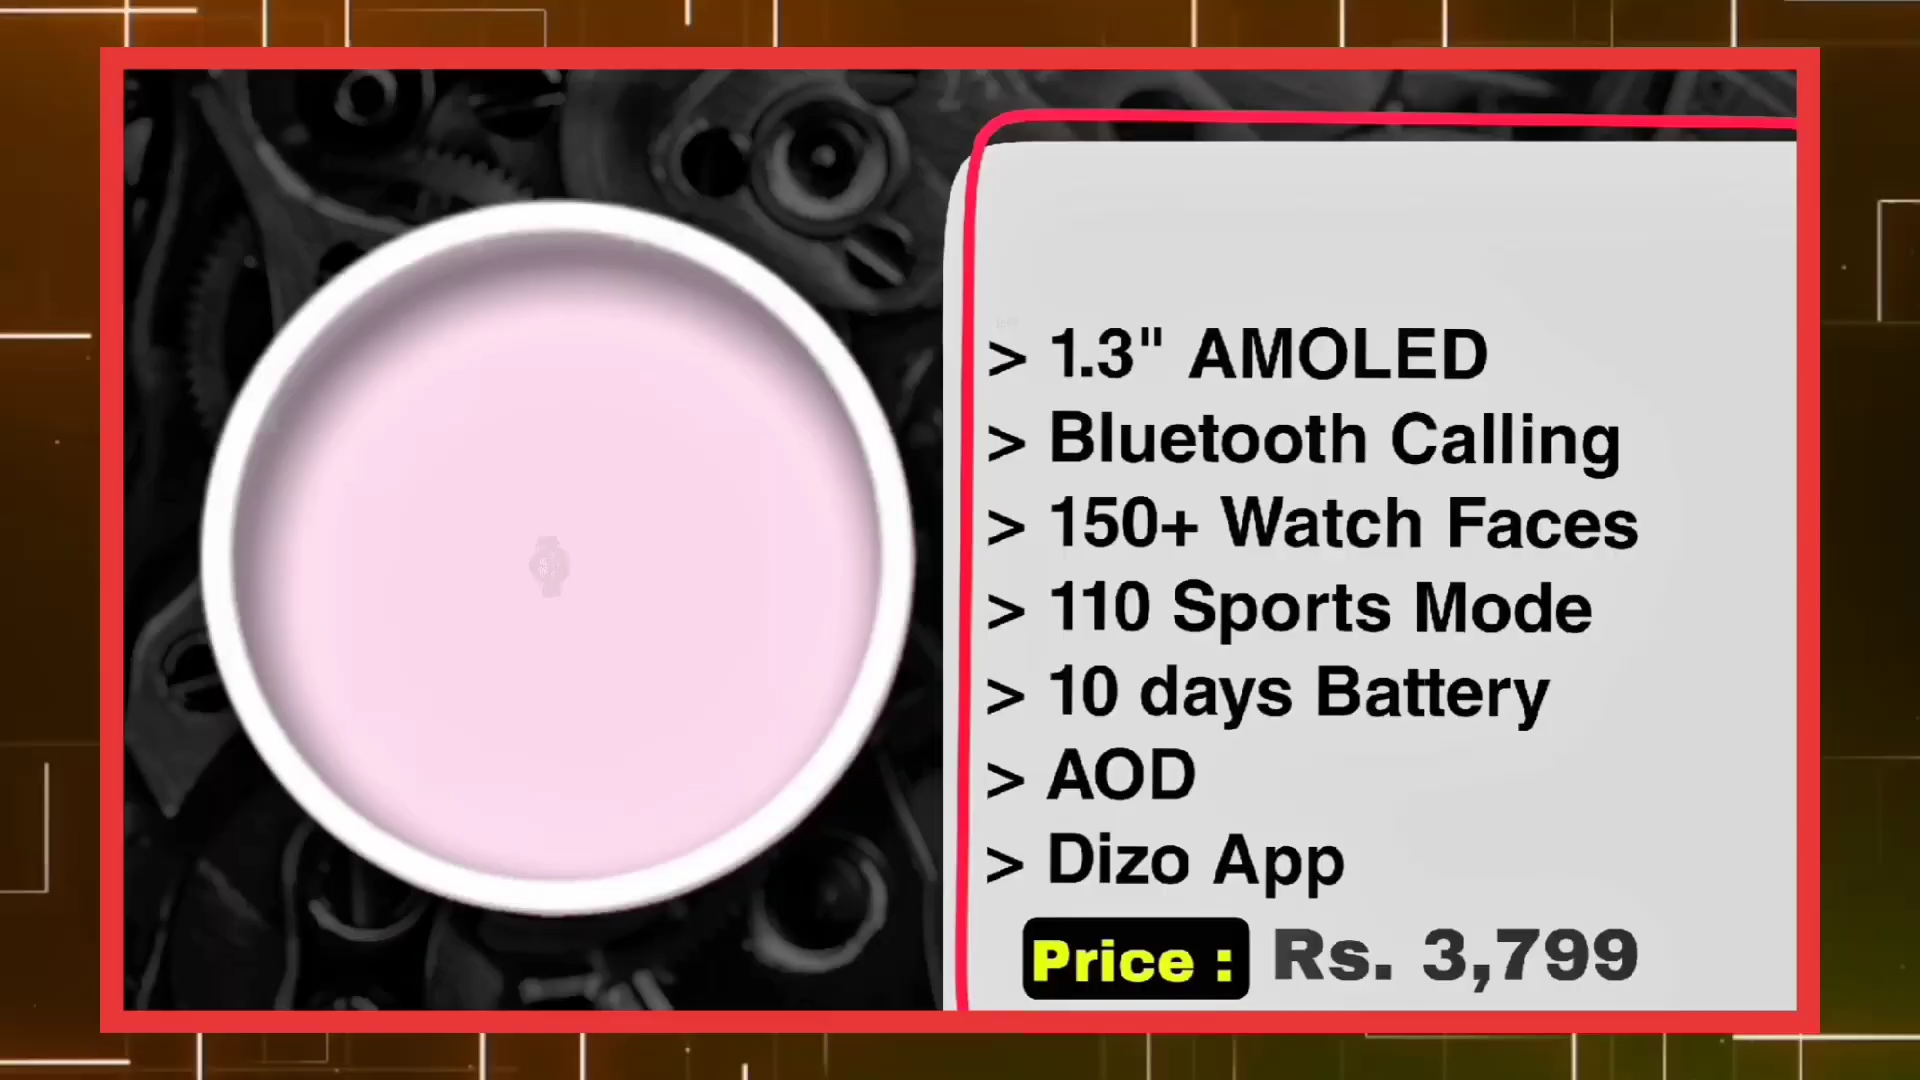 > 1.3" AMOLED
> Bluetooth Calling
> 150+ Watch Faces
> 110 Sports Mode
> 10 days Battery
> AOD
> Dizo App
Price : Rs. 3,799